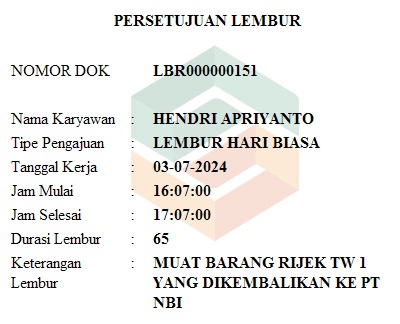 PERSETUJUAN LEMBUR
NOMOR DOK LBR000000151
Nama Karyawan : HENDRI APRIYANTO
Tipe Pengajuan : LEMBUR HARI BIASA
Tanggal Kerja : 03-07-2024
Jam Mulai : 16:07:00
Jam Selesai : 17:07:00
Durasi Lembur : 65
Keterangan : MUAT BARANG RIJEK TW 1
Lembur YANG DIKEMBALIKAN KE PT
NBI